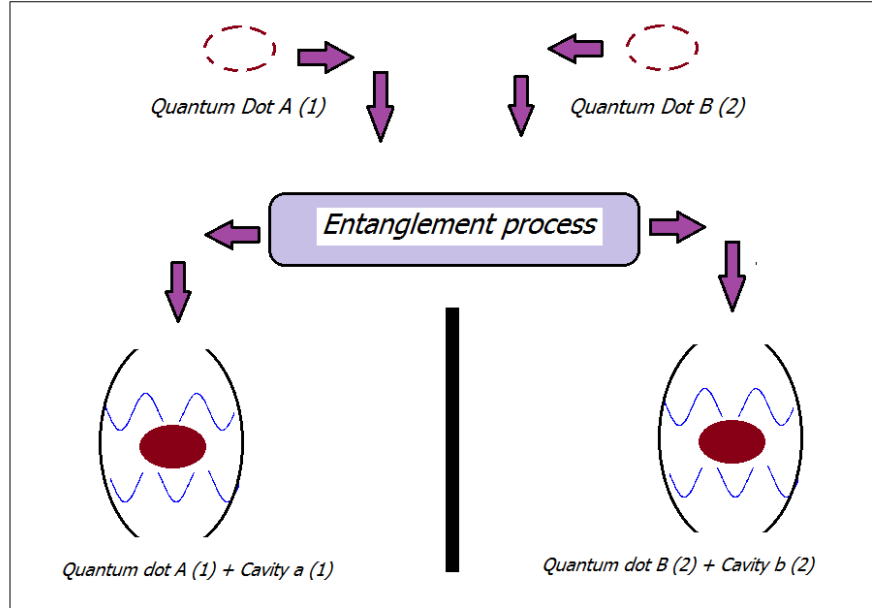 Quantum Dot A (1)
Quantum Dot B (2)
Entanglement process
Quantum dot A (1) + Cavity a (1)
Quantum dot B (2) + Cavity b (2)